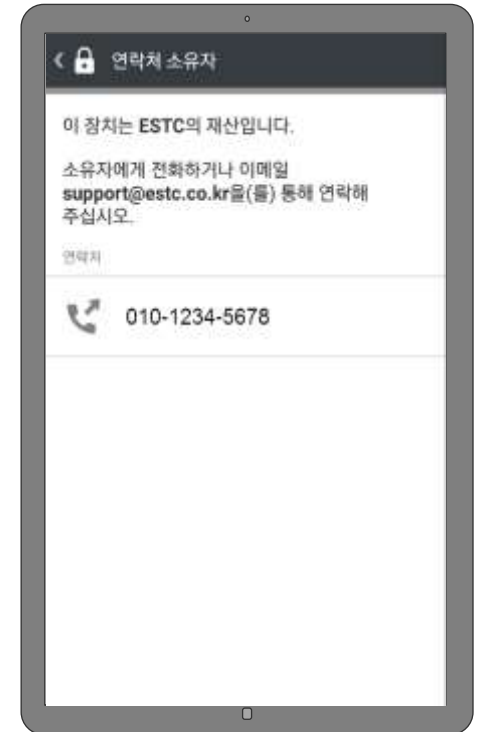 연락처 소유자
이 장치는 ESTC의 재산입니다.
소유자에게 전화하거나 이메일
support@estc.co.kr을(를) 통해 연락해
주십시오.
연락처
010-1234-5678